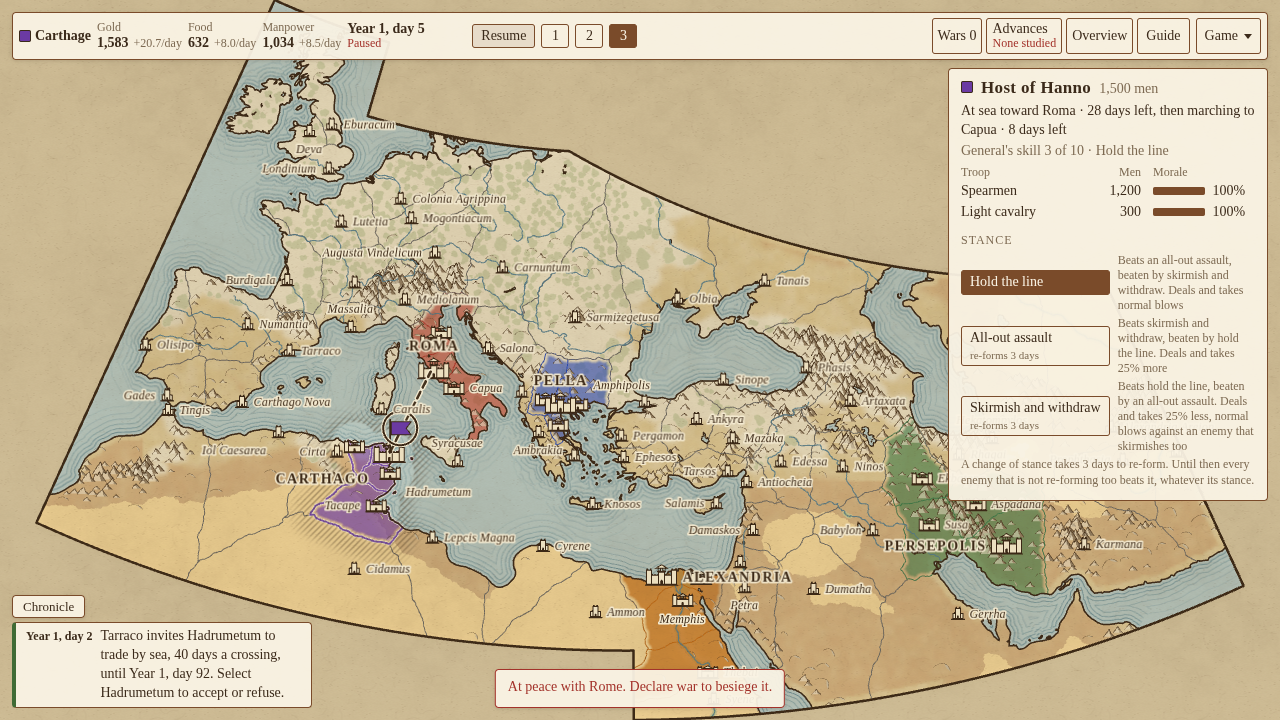 Carthage
Gold
1,583 +20.7/day
Food
632 +8.0/day
Manpower
1,034 +8.5/day
Year 1, day 5
Paused
Resume
1
2
3
Wars 0
Advances
None studied
Overview
Guide
Game
Host of Hanno 1,500 men
At sea toward Roma · 28 days left, then marching to
Capua · 8 days left
General's skill 3 of 10 · Hold the line
Troop Men Morale
Spearmen 1,200 100%
Light cavalry 300 100%
STANCE
Hold the line
Beats an all-out assault,
beaten by skirmish and
withdraw. Deals and takes
normal blows
All-out assault
re-forms 3 days
Beats skirmish and
withdraw, beaten by hold
the line. Deals and takes
25% more
Skirmish and withdraw
re-forms 3 days
Beats hold the line, beaten
by an all-out assault. Deals
and takes 25% less, normal
blows against an enemy that
skirmishes too
A change of stance takes 3 days to re-form. Until then every
enemy that is not re-forming too beats it, whatever its stance.
Eburacum
Deva
Londinium
Colonia Agrippina
Lutetia
Mogontiacum
Augusta Vindelicum
Carnuntum
Burdigala
Mediolanum
Massalia
Numantia
Olisipo
Tarraco
Olbia
Tanais
Sarmizegetusa
ROMA
Salona
Phasis
PELLA
Amphipolis
Sinope
Capua
Gades
Tingis
Carthago Nova
Caralis
Artaxata
Ankyra
Pergamon
Mazaka
Iol Caesarea
Cirta
Syracusae
Ambrakia
Ephesos
Tarsos
Edessa
Ninos
CARTHAGO
Hadrumetum
Antiocheia
Tacape
Knosos
Salamis
Aspadana
Lepcis Magna
Cyrene
Damaskos
Babylon
Susa
PERSEPOLIS
Karmana
Cidamus
ALEXANDRIA
Dumatha
Ammon
Memphis
Petra
Gerrha
Chronicle
Year 1, day 2 Tarraco invites Hadrumetum to
trade by sea, 40 days a crossing,
until Year 1, day 92. Select
Hadrumetum to accept or refuse.
At peace with Rome. Declare war to besiege it.